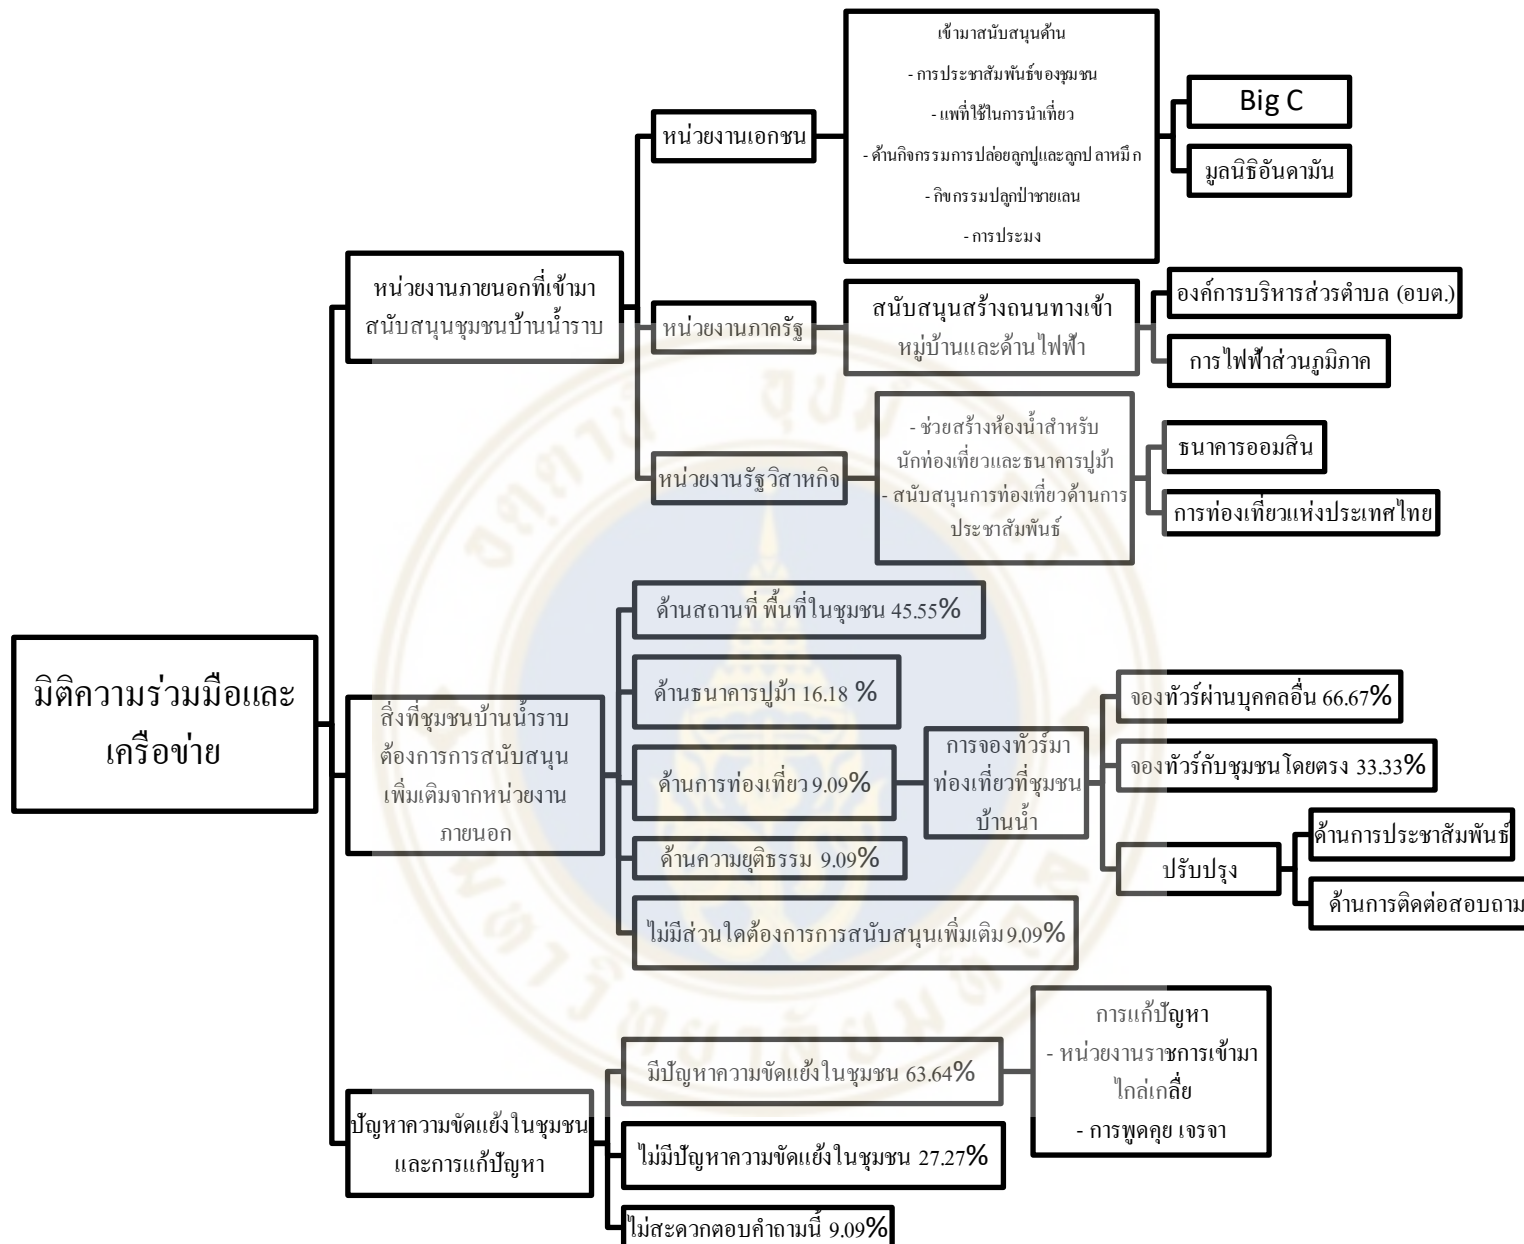 มิติความร่วมมือและ
เครือข่าย
หน่วยงานภายนอกที่เข้ามา
สนับสนุนชุมชนบ้านน้ำราบ
หน่วยงานเอกชน
เข้ามาสนับสนุนด้าน
- การประชาสัมพันธ์ของชุมชน
- แพที่ใช้ในการนำเที่ยว
- ด้านกิจกรรมการปล่อยลูกปูและลูกปลาหมึก
- กิขกรรมปลูกป่าชายเลน
- การประมง
Big C
มูลนิธิอันดามัน
หน่วยงานภาครัฐ
สนับสนุนสร้างถนนทางเข้า
หมู่บ้านและด้านไฟฟ้า
องค์การบริหารส่วรตำบล (อบต.)
การไฟฟ้าส่วนภูมิภาค
หน่วยงานรัฐวิสาหกิจ
- ช่วยสร้างห้องน้ำสำหรับ
นักท่องเที่ยวและธนาคารปูม้า
- สนับสนุนการท่องเที่ยวด้านการ
ประชาสัมพันธ์
ธนาคารออมสิน
การท่องเที่ยวแห่งประเทศไทย
สิ่งที่ชุมชนบ้านน้ำราบ
ต้องการการสนับสนุน
เพิ่มเติมจากหน่วยงาน
ภายนอก
ด้านสถานที่ พื้นที่ในชุมชน 45.55%
ด้านธนาคารปูม้า 16.18 %
ด้านการท่องเที่ยว 9.09%
การจองทัวร์มา
ท่องเที่ยวที่ชุมชน
บ้านน้ำ
จองทัวร์ผ่านบุคคลอื่น 66.67%
จองทัวร์กับชุมชนโดยตรง 33.33%
ปรับปรุง
ด้านการประชาสัมพันธ์
ด้านการติดต่อสอบถาม
ด้านความยุติธรรม 9.09%
ไม่มีส่วนใดต้องการการสนับสนุนเพิ่มเติม 9.09%
ปัญหาความขัดแย้งในชุมชน
และการแก้ปัญหา
มีปัญหาความขัดแย้งในชุมชน 63.64%
การแก้ปัญหา
- หน่วยงานราชการเข้ามา
ไกล่เกลี่ย
- การพูดคุย เจรจา
ไม่มีปัญหาความขัดแย้งในชุมชน 27.27%
ไม่สะดวกตอบคำถามนี้ 9.09%